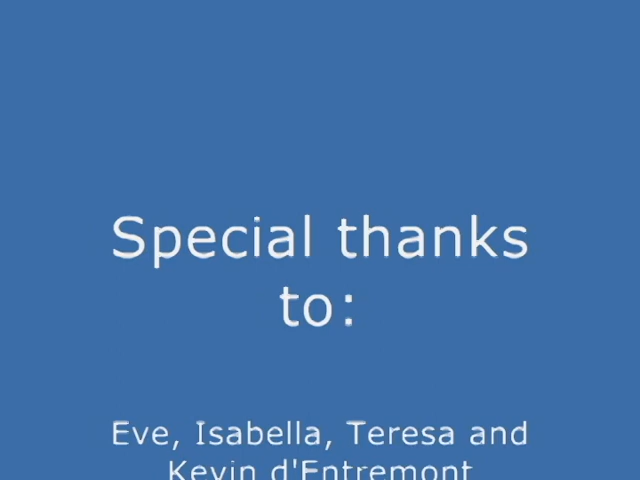 Special thanks
to:
Eve, Isabella, Teresa and
Kevin d'Entremont